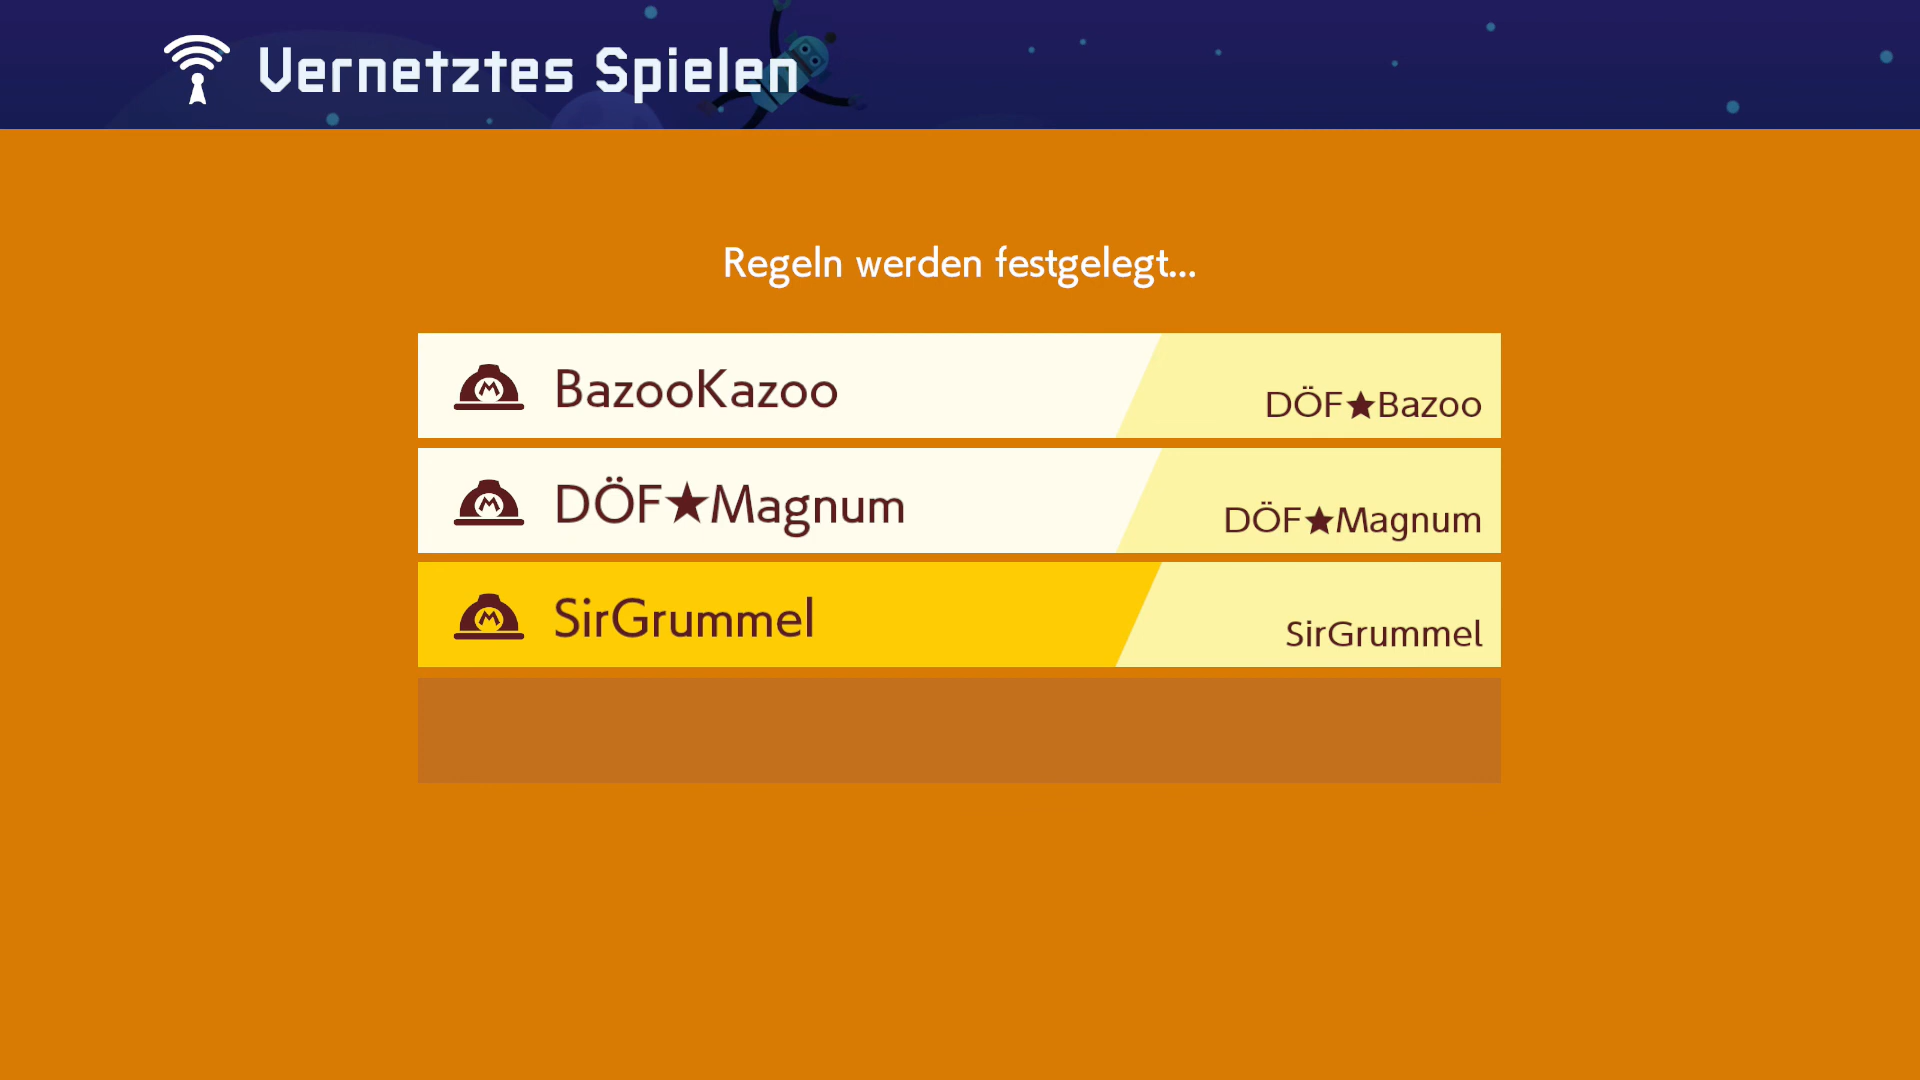 Vernetztes Spielen
Regeln werden festgelegt...
BazooKazoo
DÖF★Bazoo
DÖF★Magnum
DÖF★Magnum
SirGrummel
SirGrummel